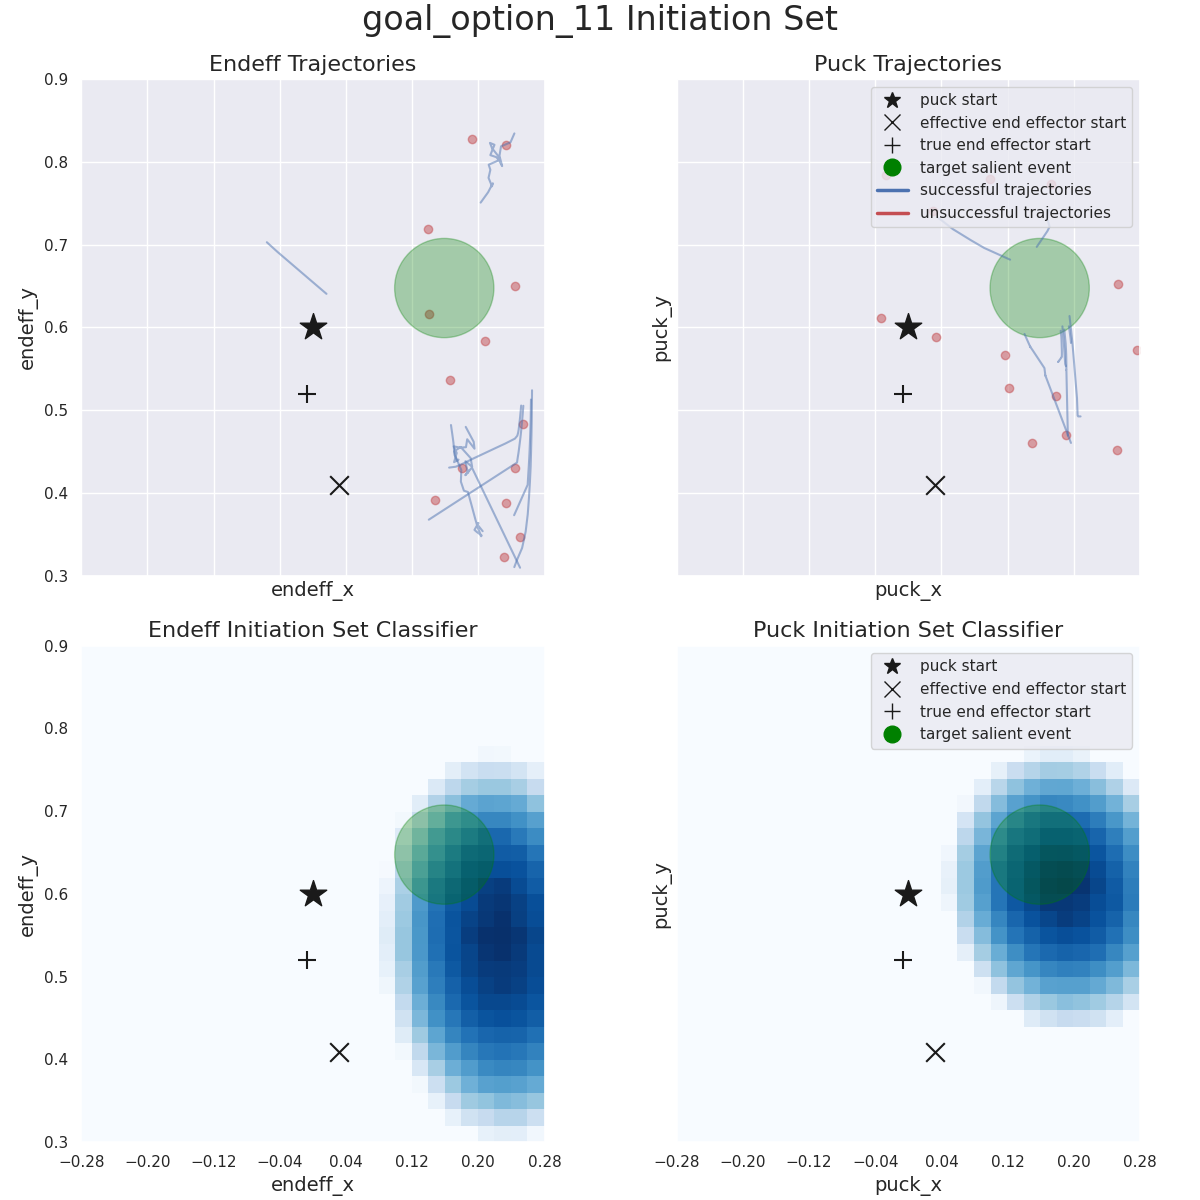 goal_option_11 Initiation Set
Endeff Trajectories
0.9
0.8
0.7
0.6
0.5
0.4
0.3
endeff_y
endeff_x
Puck Trajectories
puck start
effective end effector start
true end effector start
target salient event
successful trajectories
unsuccessful trajectories
puck_y
puck_x
Endeff Initiation Set Classifier
0.9
0.8
0.7
0.6
0.5
0.4
0.3
endeff_y
−0.28 −0.20 −0.12 −0.04 0.04 0.12 0.20 0.28
endeff_x
Puck Initiation Set Classifier
puck start
effective end effector start
true end effector start
target salient event
puck_y
−0.28 −0.20 −0.12 −0.04 0.04 0.12 0.20 0.28
puck_x